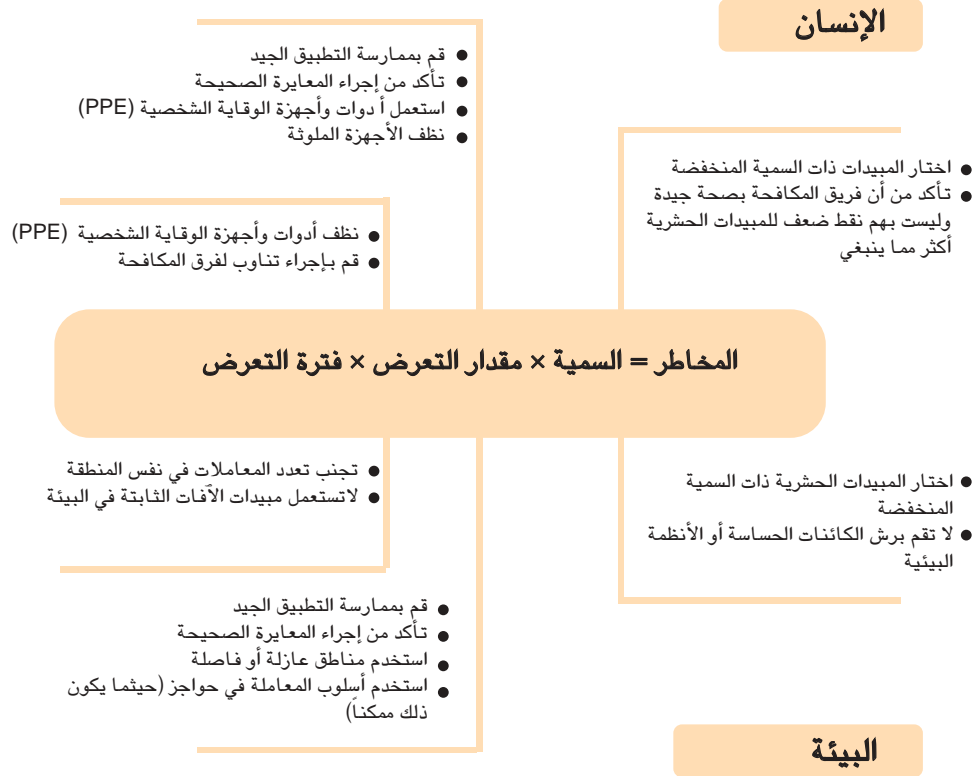 الإنسان
● قم بممارسة التطبيق الجيد
● تأكد من إجراء المعايرة الصحيحة
● استعمل أ دوات وأجهزة الوقاية الشخصية (PPE)
● نظف الأجهزة الملوثة
● اختار المبيدات ذات السمية المنخفضة
● تأكد من أن فريق المكافحة بصحة جيدة
وليست بهم نقط ضعف للمبيدات الحشرية
أكثر مما ينبغي
● نظف أدوات وأجهزة الوقاية الشخصية (PPE)
● قم بإجراء تناوب لفرق المكافحة
المخاطر = السمية × مقدار التعرض × فترة التعرض
● تجنب تعدد المعاملات في نفس المنطقة
● لاتستعمل مبيدات الآفات الثابتة في البيئة
● اختار المبيدات الحشرية ذات السمية
المنخفضة
● لا تقم برش الكائنات الحساسة أو الأنظمة
البيئية
● قم بممارسة التطبيق الجيد
● تأكد من إجراء المعايرة الصحيحة
● استخدم مناطق عازلة أو فاصلة
● استخدم أسلوب المعاملة في حواجز (حيثما يكون
ذلك ممكناً)
البيئة